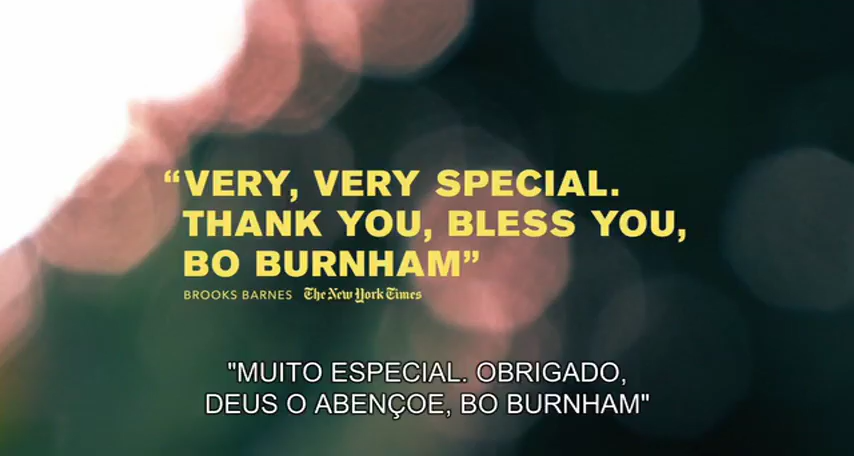 “VERY, VERY SPECIAL.
THANK YOU, BLESS YOU,
BO BURNHAM”
BROOKS BARNES The New York Times
"MUITO ESPECIAL. OBRIGADO,
DEUS O ABENÇOE, BO BURNHAM"